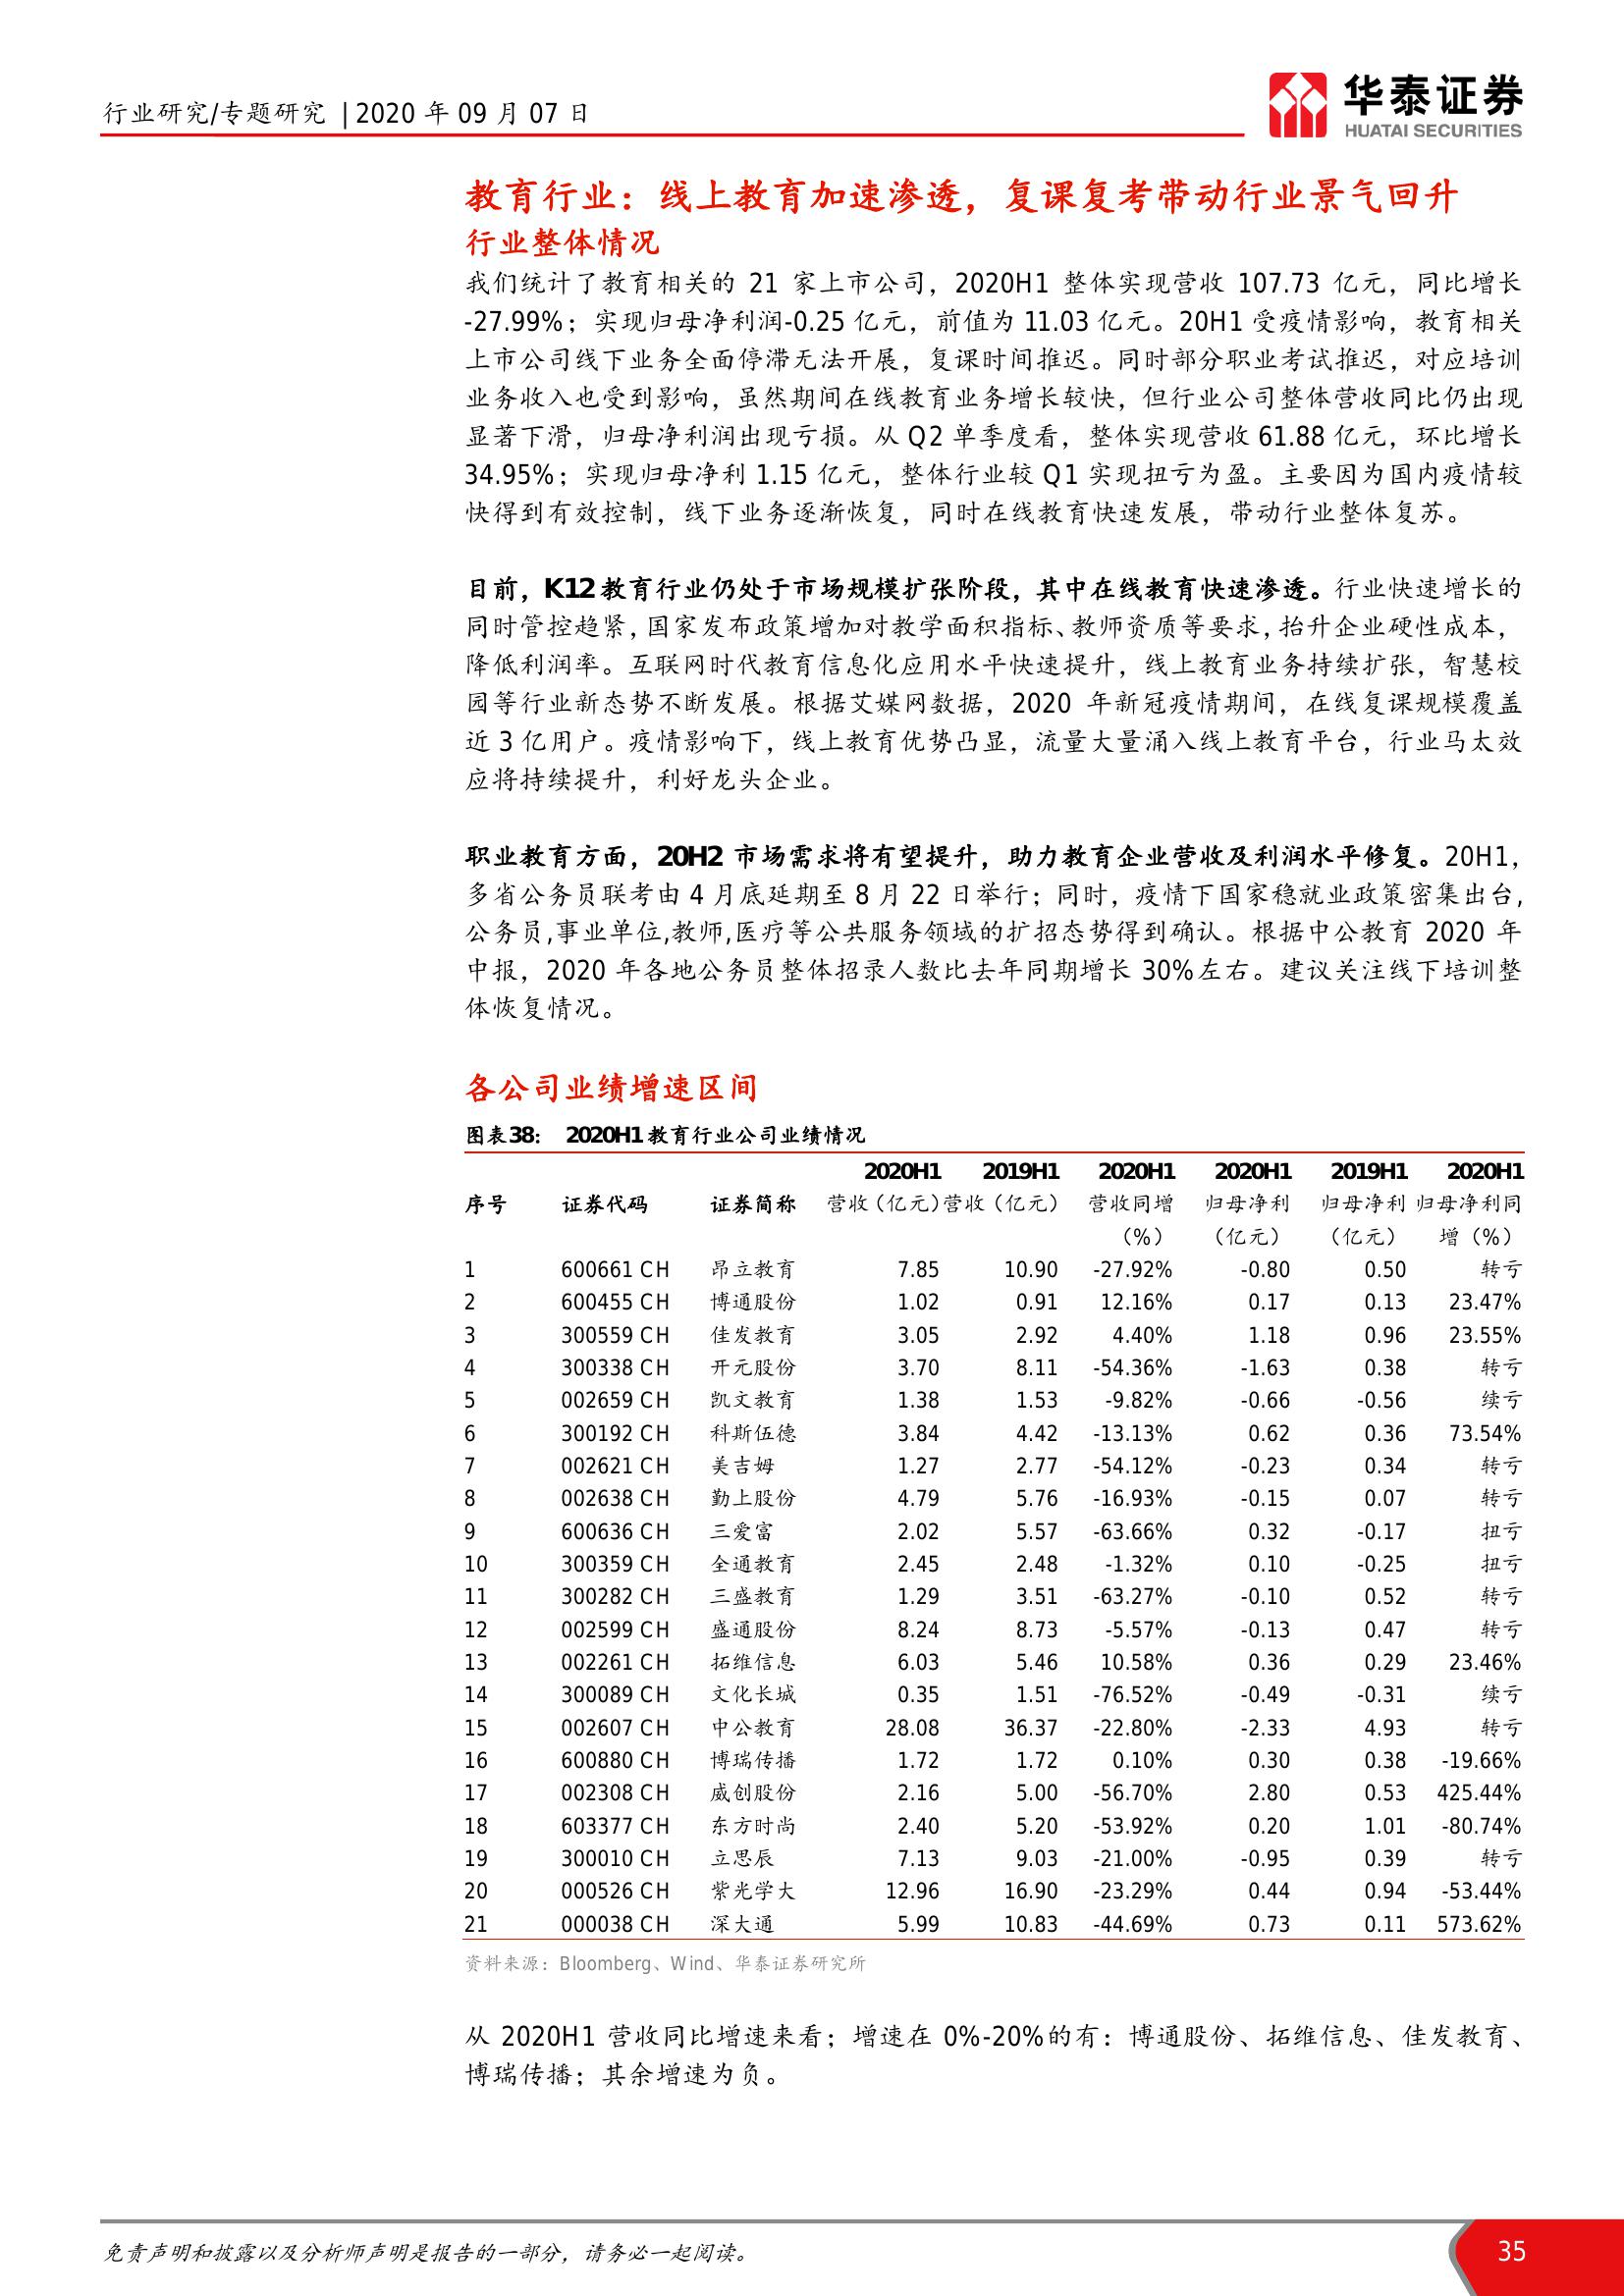 行业研究/专题研究 | 2020 年 09 月 07 日
华泰证券
HUATAI SECURITIES
教育行业：线上教育加速渗透，复课复考带动行业景气回升
行业整体情况
我们统计了教育相关的 21 家上市公司，2020H1 整体实现营收 107.73 亿元，同比增长
-27.99%；实现归母净利润-0.25 亿元，前值为 11.03 亿元。20H1 受疫情影响，教育相关
上市公司线下业务全面停滞无法开展，复课时间推迟。同时部分职业考试推迟，对应培训
业务收入也受到影响，虽然期间在线教育业务增长较快，但行业公司整体营收同比仍出现
显著下滑，归母净利润出现亏损。从 Q2 单季度看，整体实现营收 61.88 亿元，环比增长
34.95%；实现归母净利 1.15 亿元，整体行业较 Q1 实现扭亏为盈。主要因为国内疫情较
快得到有效控制，线下业务逐渐恢复，同时在线教育快速发展，带动行业整体复苏。
目前，K12 教育行业仍处于市场规模扩张阶段，其中在线教育快速渗透。行业快速增长的
同时管控趋紧，国家发布政策增加对教学面积指标、教师资质等要求，抬升企业硬性成本，
降低利润率。互联网时代教育信息化应用水平快速提升，线上教育业务持续扩张，智慧校
园等行业新态势不断发展。根据艾媒网数据，2020 年新冠疫情期间，在线复课规模覆盖
近 3 亿用户。疫情影响下，线上教育优势凸显，流量大量涌入线上教育平台，行业马太效
应将持续提升，利好龙头企业。
职业教育方面，20H2 市场需求将有望提升，助力教育企业营收及利润水平修复。20H1，
多省公务员联考由 4 月底延期至 8 月 22 日举行；同时，疫情下国家稳就业政策密集出台，
公务员,事业单位,教师,医疗等公共服务领域的扩招态势得到确认。根据中公教育 2020 年
中报，2020 年各地公务员整体招录人数比去年同期增长 30%左右。建议关注线下培训整
体恢复情况。
各公司业绩增速区间
图表38： 2020H1 教育行业公司业绩情况
2020H1 2019H1 2020H1 2020H1 2019H1 2020H1
序号 证券代码 证券简称 营收（亿元） 营收（亿元） 营收同增 归母净利 归母净利 归母净利同
（%） （亿元） （亿元） 增（%）
1 600661 CH 昂立教育 7.85 10.90 -27.92% -0.80 0.50 转亏
2 600455 CH 博通股份 1.02 0.91 12.16% 0.17 0.13 23.47%
3 300559 CH 佳发教育 3.05 2.92 4.40% 1.18 0.96 23.55%
4 300338 CH 开元股份 3.70 8.11 -54.36% -1.63 0.38 转亏
5 002659 CH 凯文教育 1.38 1.53 -9.82% -0.66 -0.56 续亏
6 300192 CH 科斯伍德 3.84 4.42 -13.13% 0.62 0.36 73.54%
7 002621 CH 美吉姆 1.27 2.77 -54.12% -0.23 0.34 转亏
8 002638 CH 勤上股份 4.79 5.76 -16.93% -0.15 0.07 转亏
9 600636 CH 三爱富 2.02 5.57 -63.66% 0.32 -0.17 扭亏
10 300359 CH 全通教育 2.45 2.48 -1.32% 0.10 -0.25 扭亏
11 300282 CH 三盛教育 1.29 3.51 -63.27% -0.10 0.52 转亏
12 002599 CH 盛通股份 8.24 8.73 -5.57% -0.13 0.47 转亏
13 002261 CH 拓维信息 6.03 5.46 10.58% 0.36 0.29 23.46%
14 300089 CH 文化长城 0.35 1.51 -76.52% -0.49 -0.31 续亏
15 002607 CH 中公教育 28.08 36.37 -22.80% -2.33 4.93 转亏
16 600880 CH 博瑞传播 1.72 1.72 0.10% 0.30 0.38 -19.66%
17 002308 CH 威创股份 2.16 5.00 -56.70% 2.80 0.53 425.44%
18 603377 CH 东方时尚 2.40 5.20 -53.92% 0.20 1.01 -80.74%
19 300010 CH 立思辰 7.13 9.03 -21.00% -0.95 0.39 转亏
20 000526 CH 紫光学大 12.96 16.90 -23.29% 0.44 0.94 -53.44%
21 000038 CH 深大通 5.99 10.83 -44.69% 0.73 0.11 573.62%
资料来源：Bloomberg、Wind、华泰证券研究所
从 2020H1 营收同比增速来看；增速在 0%-20%的有：博通股份、拓维信息、佳发教育、
博瑞传播；其余增速为负。
免责声明和披露以及分析师声明是报告的一部分，请务必一起阅读。
35